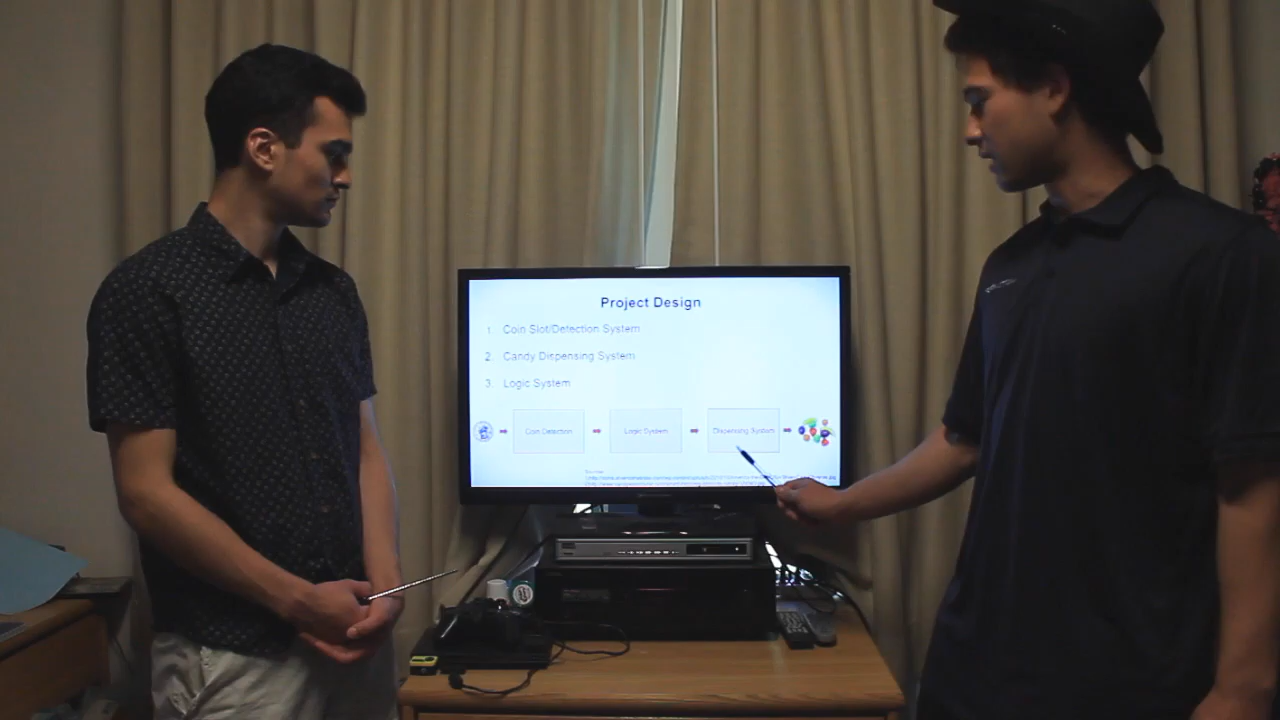 Project Design
1. Coin Slot/Detection System
2. Candy Dispensing System
3. Logic System
Coin Detection
Logic System
Dispensing System